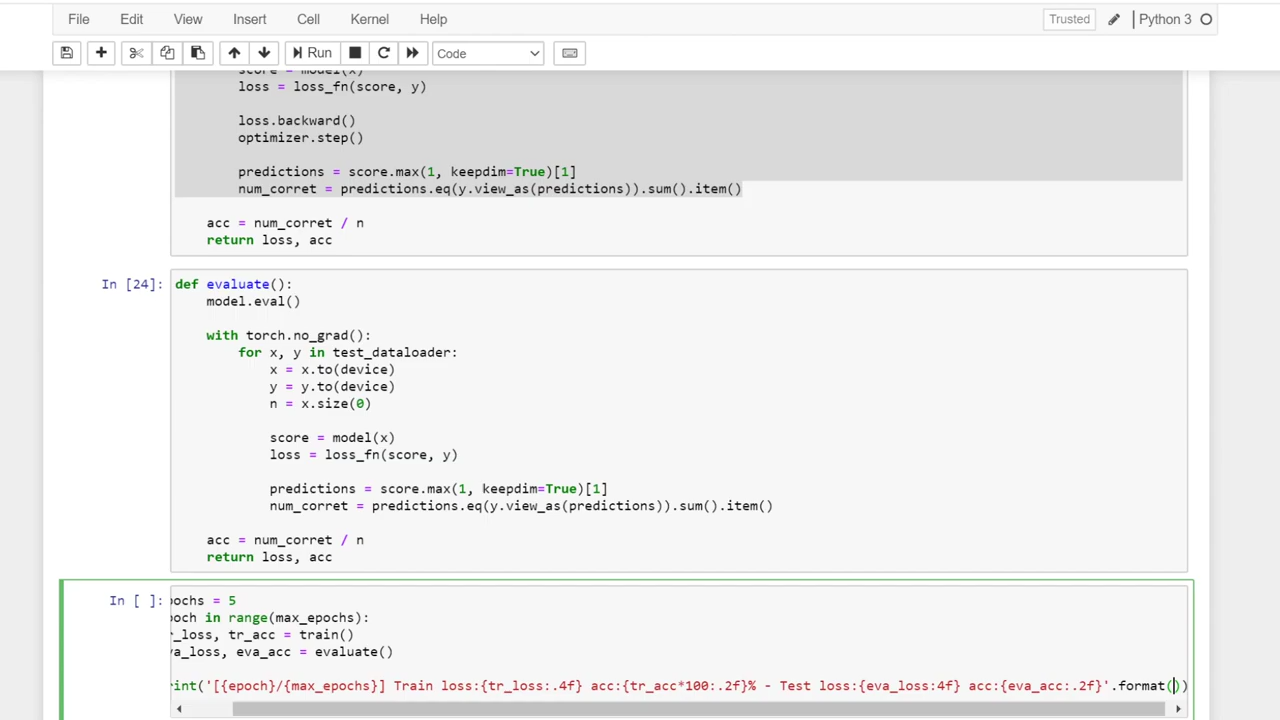 File Edit View Insert Cell Kernel Help Trusted Python 3
Run Code
score = model(x)
loss = loss_fn(score, y)
loss.backward()
optimizer.step()
predictions = score.max(1, keepdim=True)[1]
num_corret = predictions.eq(y.view_as(predictions)).sum().item()
acc = num_corret / n
return loss, acc
In [24]: def evaluate():
model.eval()
with torch.no_grad():
for x, y in test_dataloader:
x = x.to(device)
y = y.to(device)
n = x.size(0)
score = model(x)
loss = loss_fn(score, y)
predictions = score.max(1, keepdim=True)[1]
num_corret = predictions.eq(y.view_as(predictions)).sum().item()
acc = num_corret / n
return loss, acc
In [ ]: pochs = 5
poch in range(max_epochs):
r_loss, tr_acc = train()
va_loss, eva_acc = evaluate()
rint('[{epoch}/{max_epochs}] Train loss:{tr_loss:.4f} acc:{tr_acc*100:.2f}% - Test loss:{eva_loss:4f} acc:{eva_acc:.2f}'.format())